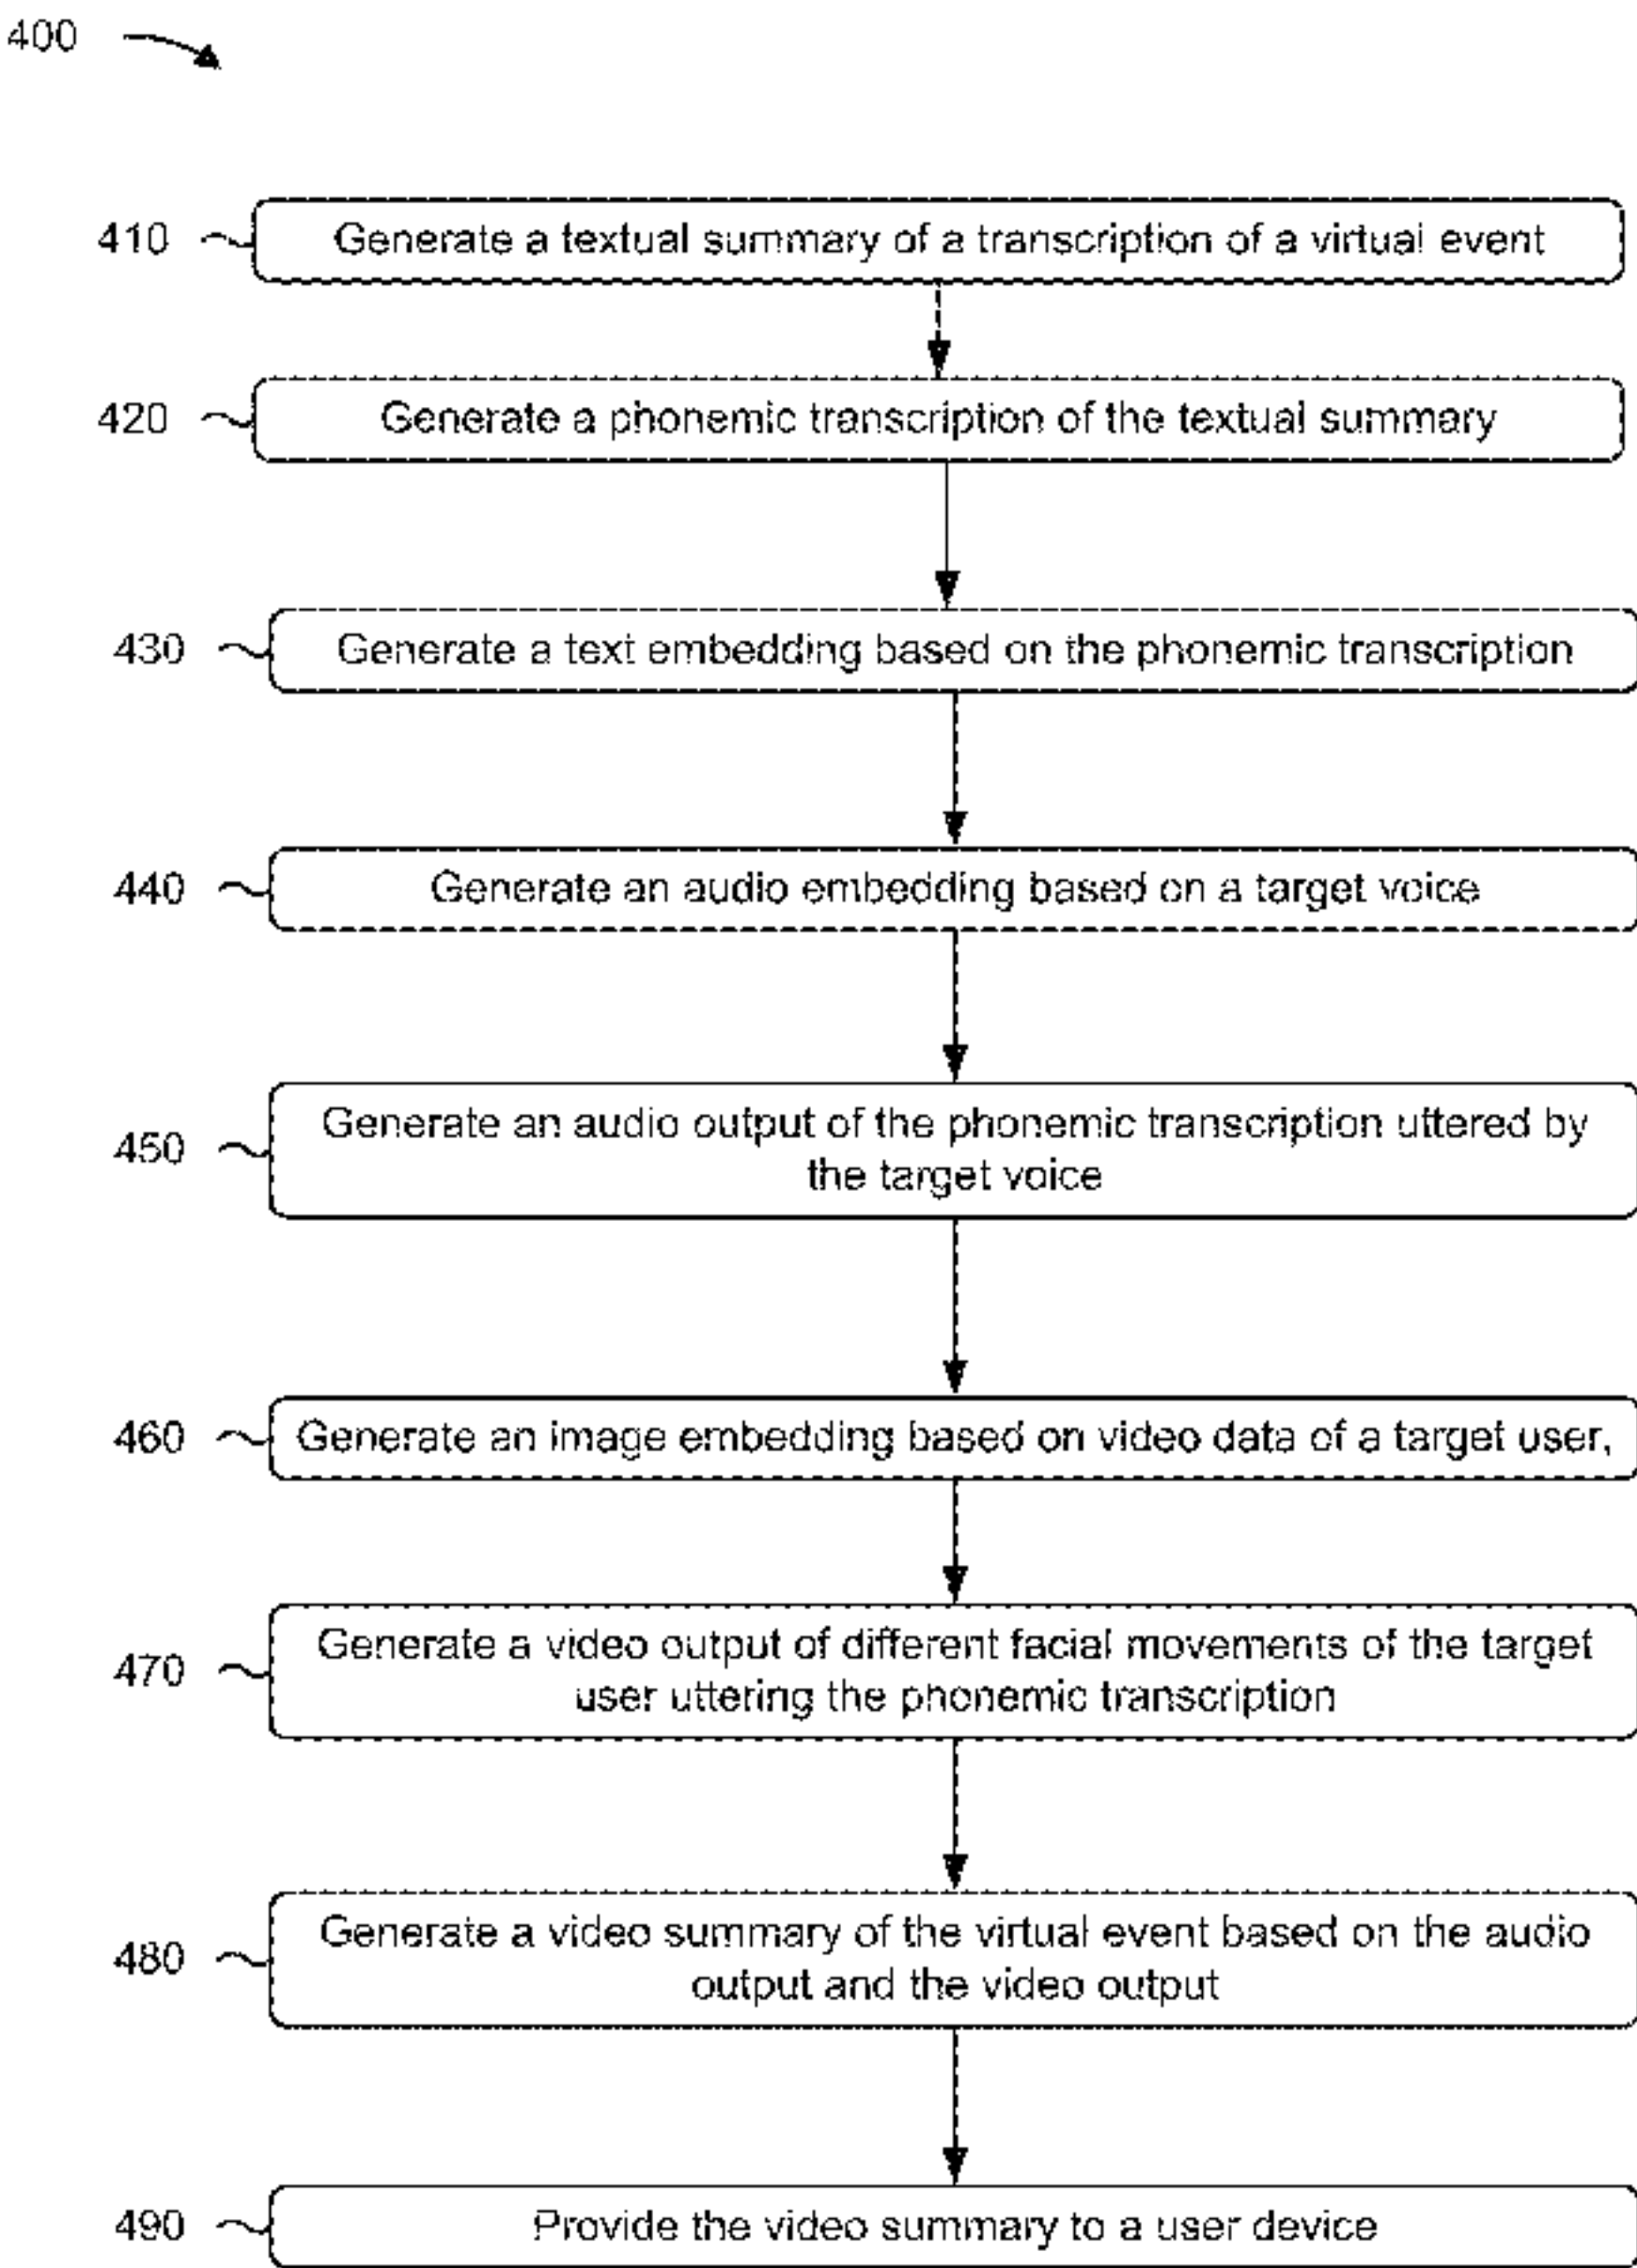 400
410 Generate a textual summary of a transcription of a virtual event
420 Generate a phonemic transcription of the textual summary
430 Generate a text embedding based on the phonemic transcription
440 Generate an audio embedding based on a target voice
450 Generate an audio output of the phonemic transcription uttered by
the target voice
460 Generate an image embedding based on video data of a target user,
470 Generate a video output of different facial movements of the target
user uttering the phonemic transcription
480 Generate a video summary of the virtual event based on the audio
output and the video output
490 Provide the video summary to a user device